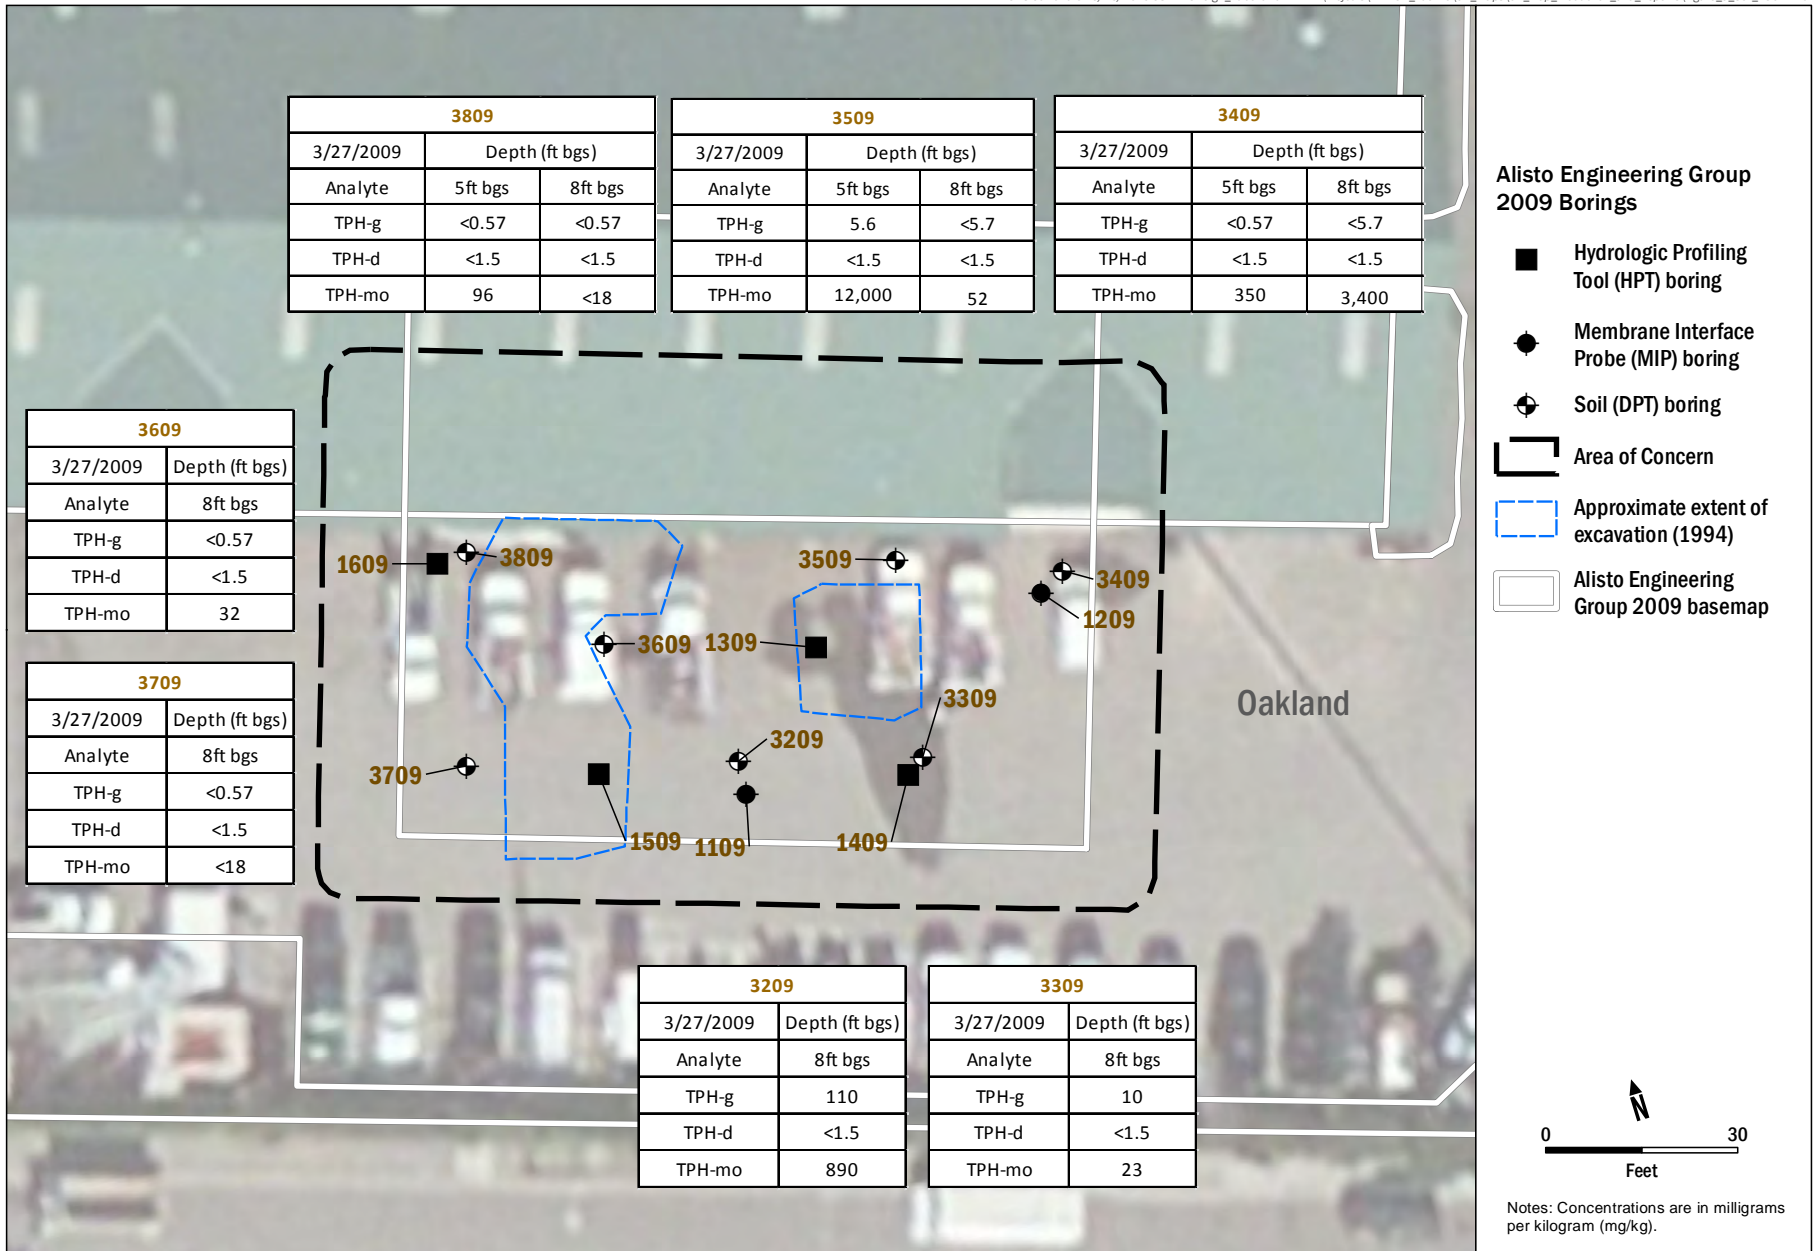 3809
3/27/2009 Depth (ft bgs)
Analyte 5ft bgs 8ft bgs
TPH-g <0.57 <0.57
TPH-d <1.5 <1.5
TPH-mo 96 <18
3509
3/27/2009 Depth (ft bgs)
Analyte 5ft bgs 8ft bgs
TPH-g 5.6 <5.7
TPH-d <1.5 <1.5
TPH-mo 12,000 52
3409
3/27/2009 Depth (ft bgs)
Analyte 5ft bgs 8ft bgs
TPH-g <0.57 <5.7
TPH-d <1.5 <1.5
TPH-mo 350 3,400
3609
3/27/2009 Depth (ft bgs)
Analyte 8ft bgs
TPH-g <0.57
TPH-d <1.5
TPH-mo 32
3709
3/27/2009 Depth (ft bgs)
Analyte 8ft bgs
TPH-g <0.57
TPH-d <1.5
TPH-mo <18
1609
3809
3509
3409
1209
3609
1309
3309
3209
3709
1509
1109
1409
Oakland
3209
3/27/2009 Depth (ft bgs)
Analyte 8ft bgs
TPH-g 110
TPH-d <1.5
TPH-mo 890
3309
3/27/2009 Depth (ft bgs)
Analyte 8ft bgs
TPH-g 10
TPH-d <1.5
TPH-mo 23
Alisto Engineering Group
2009 Borings
Hydrologic Profiling
Tool (HPT) boring
Membrane Interface
Probe (MIP) boring
Soil (DPT) boring
Area of Concern
Approximate extent of
excavation (1994)
Alisto Engineering
Group 2009 basemap
N
0 30
Feet
Notes: Concentrations are in milligrams
per kilogram (mg/kg).